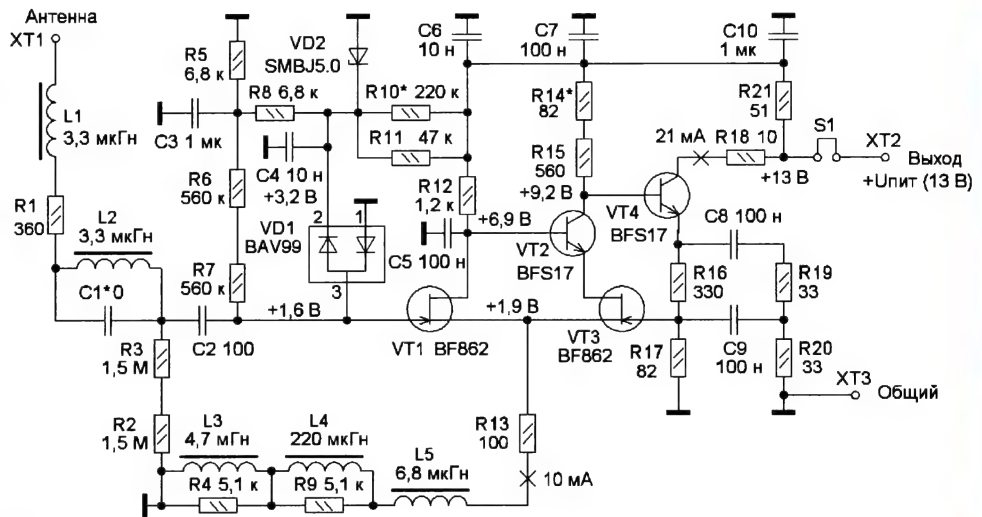 Антенна
XT1
L1
3,3 мкГн
R1
360
L2
3,3 мкГн
C1*0
R3
1,5 М
R2
1,5 М
R5
6,8 к
C3 1 мк
R6
560 к
R7
560 к
C2 100
R8 6,8 к
C4 10 н
+3,2 В
VD1
BAV99
2
1
3
+1,6 В
VD2
SMBJ5.0
R10* 220 к
R11 47 к
C6
10 н
R12
1,2 к
+6,9 В
C5 100 н
VT1 BF862
+1,9 В
C7
100 н
R14*
82
R15
560
+9,2 В
VT2
BFS17
VT3
BF862
C10
1 мк
R21
51
21 мА
R18 10
+13 В
S1
XT2
Выход
+Uпит (13 В)
VT4
BFS17
C8 100 н
R16
330
R19
33
R17
82
C9
100 н
R20
33
XT3
Общий
R13
100
10 мА
L3
4,7 мГн
R4 5,1 к
L4
220 мкГн
R9 5,1 к
L5
6,8 мкГн